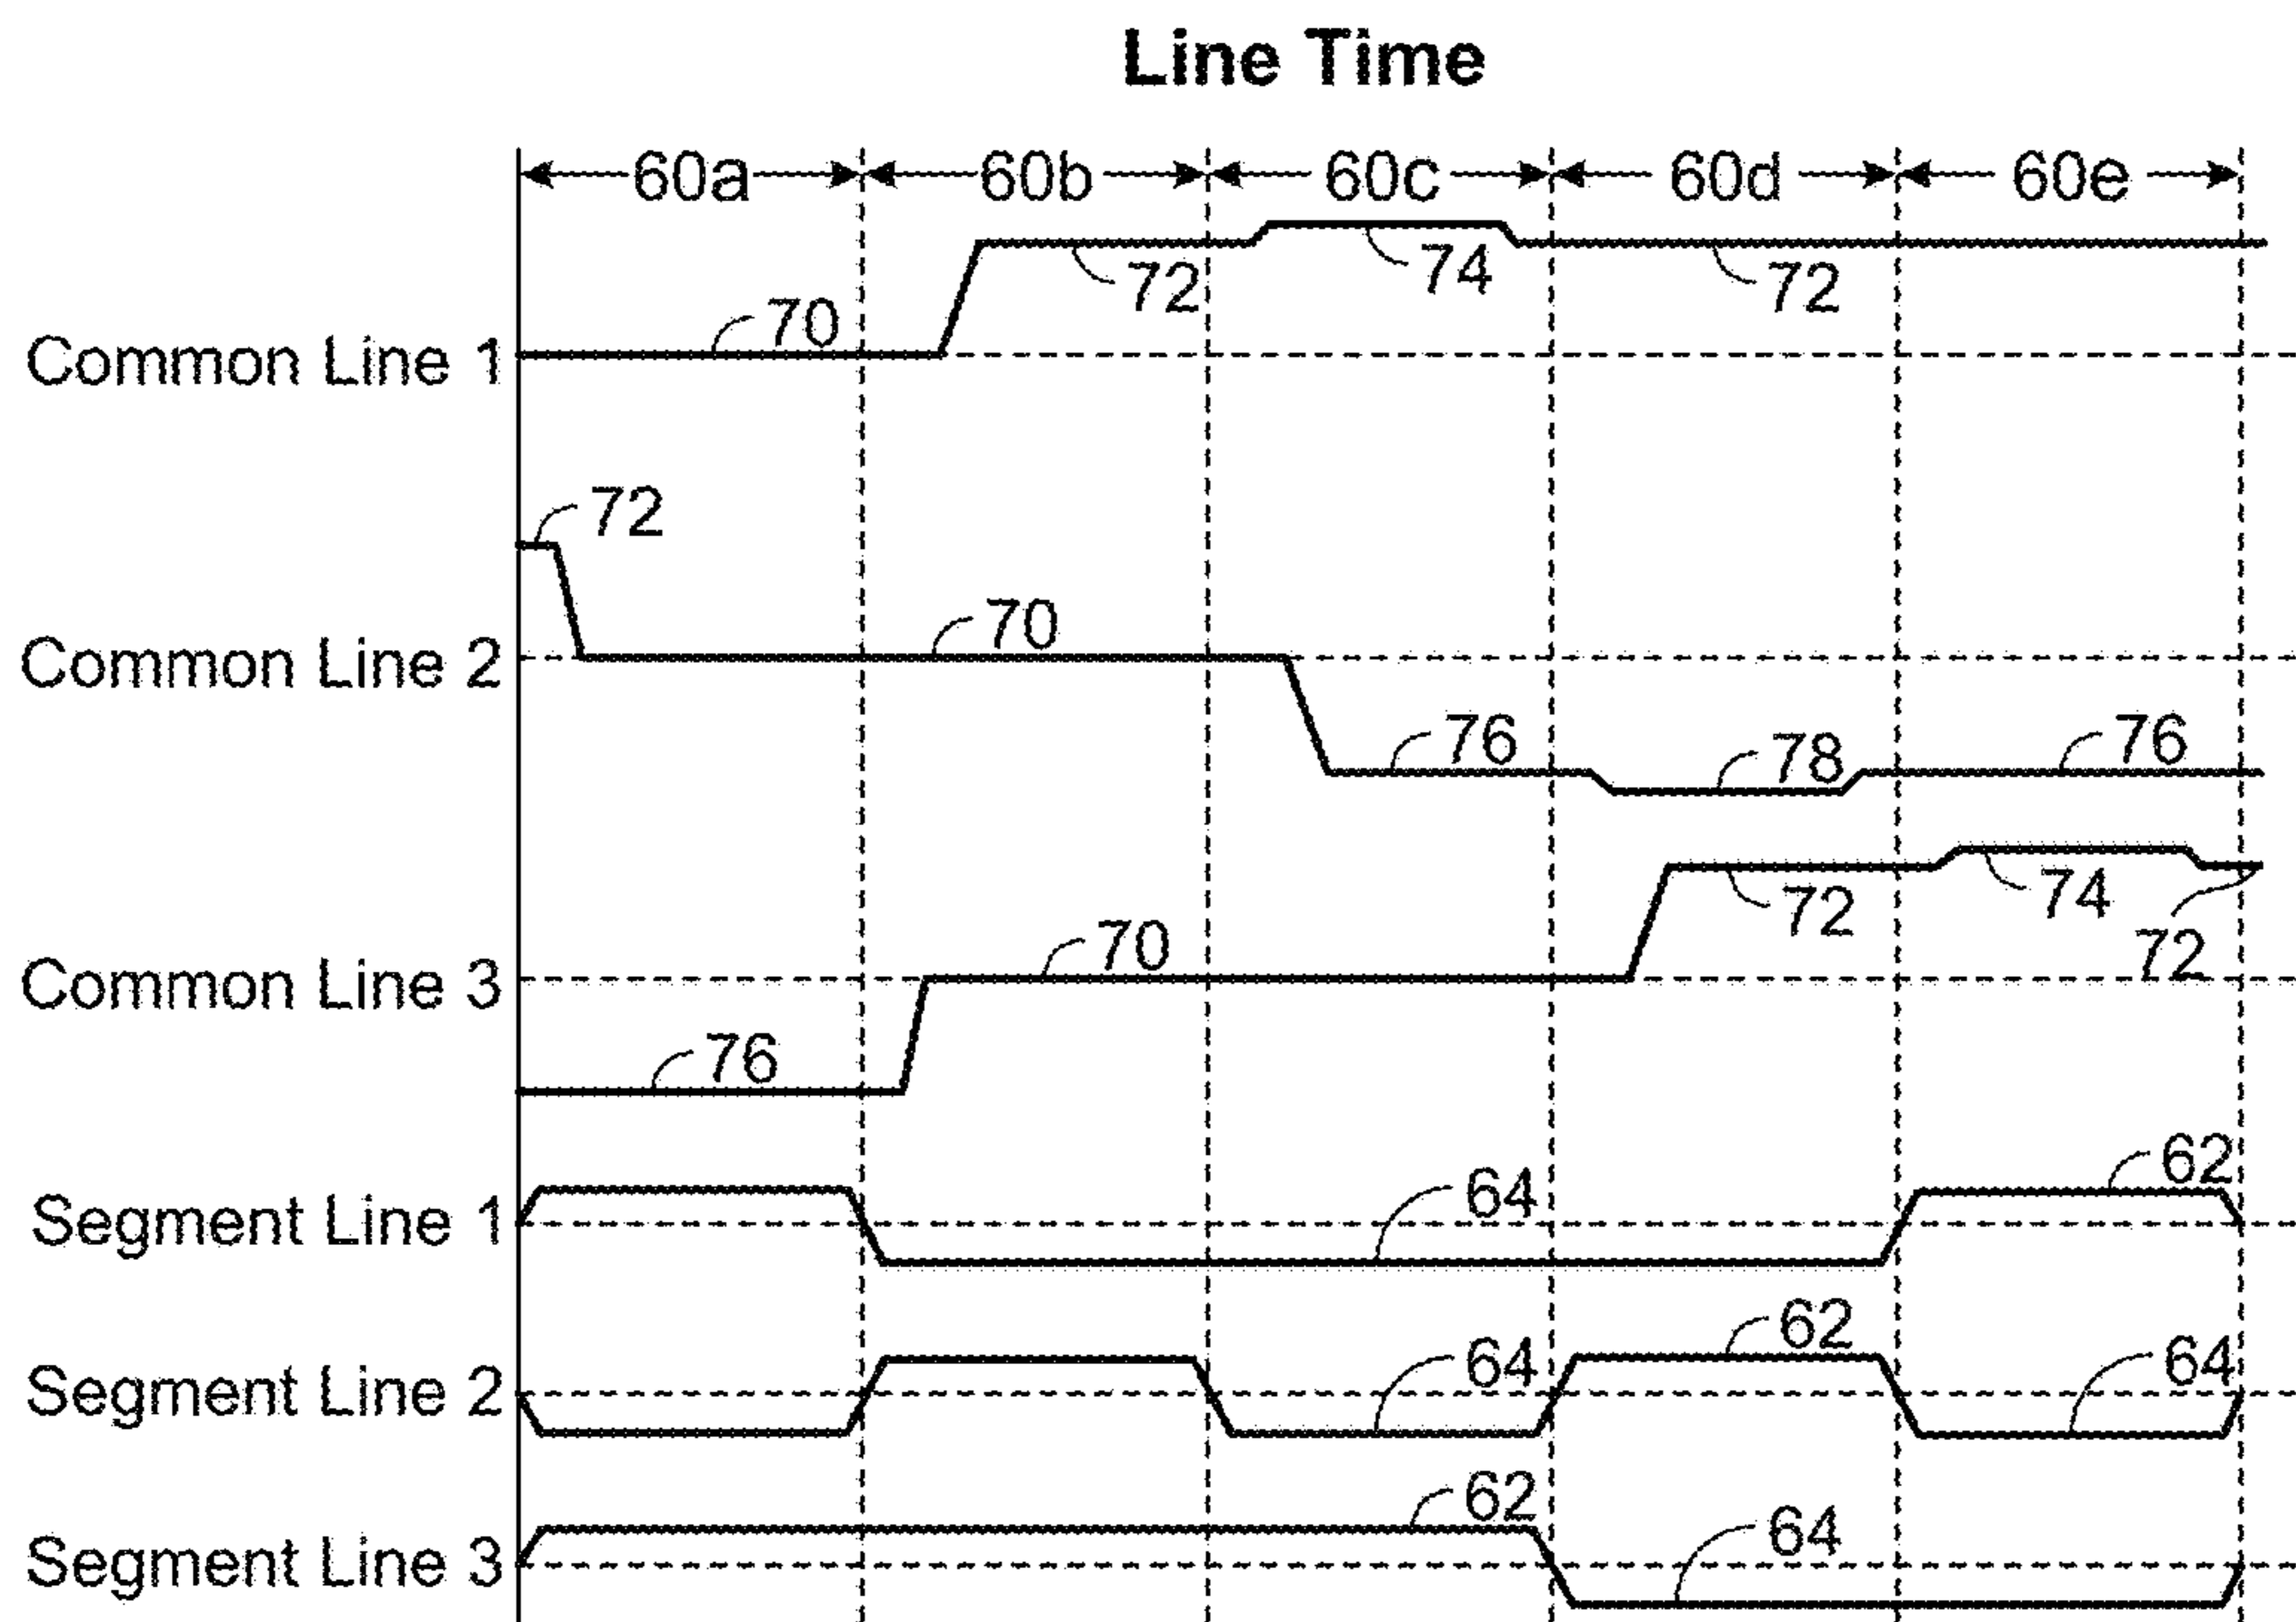 Line Time
60a 60b 60c 60d 60e
72 74 72
70
Common Line 1
72
70
Common Line 2
76 78 76
72 74
70 72
Common Line 3
76
62
64
Segment Line 1
62
64 64
Segment Line 2
62
64
Segment Line 3